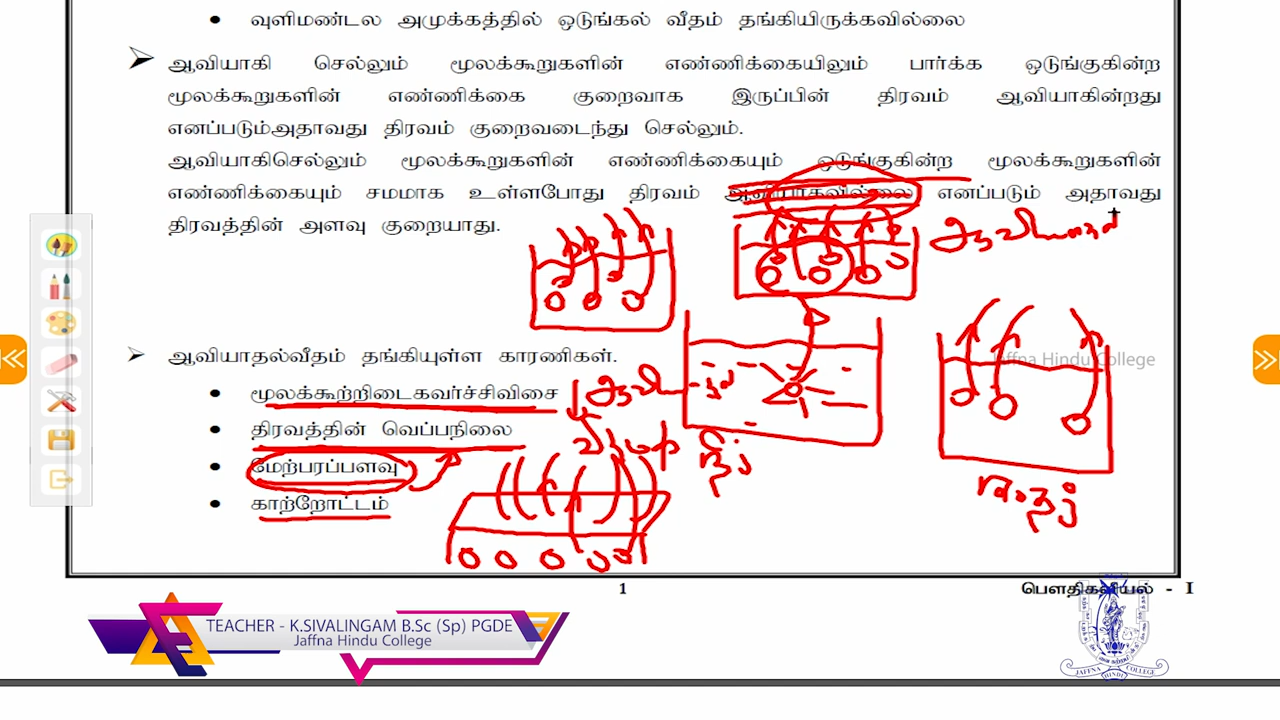 • வுளிமண்டல அமுக்கத்தில் ஒடுங்கல் வீதம் தங்கியிருக்கவில்லை
➢ ஆவியாகி செல்லும் மூலக்கூறுகளின் எண்ணிக்கையிலும் பார்க்க ஒடுங்குகின்ற
மூலக்கூறுகளின் எண்ணிக்கை குறைவாக இருப்பின் திரவம் ஆவியாகின்றது
எனப்படும்அதாவது திரவம் குறைவடைந்து செல்லும்.
ஆவியாகிசெல்லும் மூலக்கூறுகளின் எண்ணிக்கையும் ஒடுங்குகின்ற மூலக்கூறுகளின்
எண்ணிக்கையும் சமமாக உள்ளபோது திரவம் ஆவியாகவில்லை எனப்படும் அதாவது
திரவத்தின் அளவு குறையாது.
Jaffna Hindu College
➢ ஆவியாதல்வீதம் தங்கியுள்ள காரணிகள்.
• மூலக்கூற்றிடைகவர்ச்சிவிசை
• திரவத்தின் வெப்பநிலை
• மேற்பரப்பளவு
• காற்றோட்டம்
1
பௌதிகவியல் - I
TEACHER - K.SIVALINGAM B.Sc (Sp) PGDE
Jaffna Hindu College
JAFFNA HINDU COLLEGE